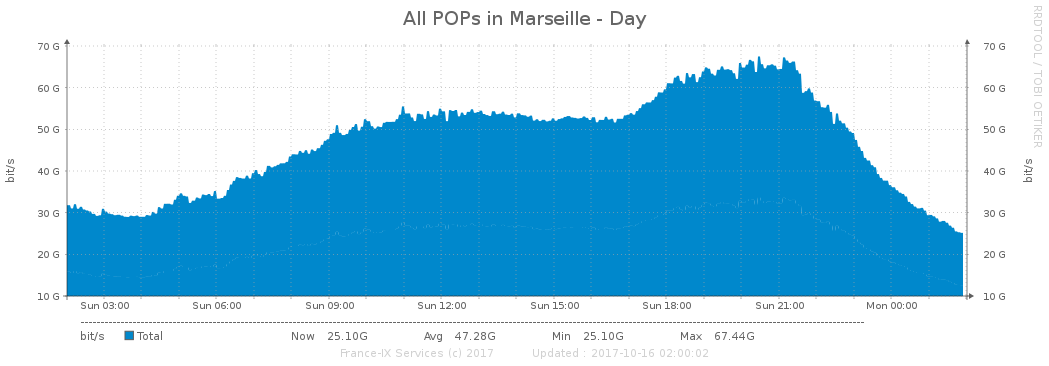 All POPs in Marseille - Day
RRDTOOL / TOBI OETIKER
70 G 70 G
60 G 60 G
50 G 50 G
40 G 40 G
30 G 30 G
20 G 20 G
10 G 10 G
bit/s
bit/s
Sun 03:00 Sun 06:00 Sun 09:00 Sun 12:00 Sun 15:00 Sun 18:00 Sun 21:00 Mon 00:00
bit/s Total Now 25.10G Avg 47.28G Min 25.10G Max 67.44G
France-IX Services (c) 2017 Updated : 2017-10-16 02:00:02